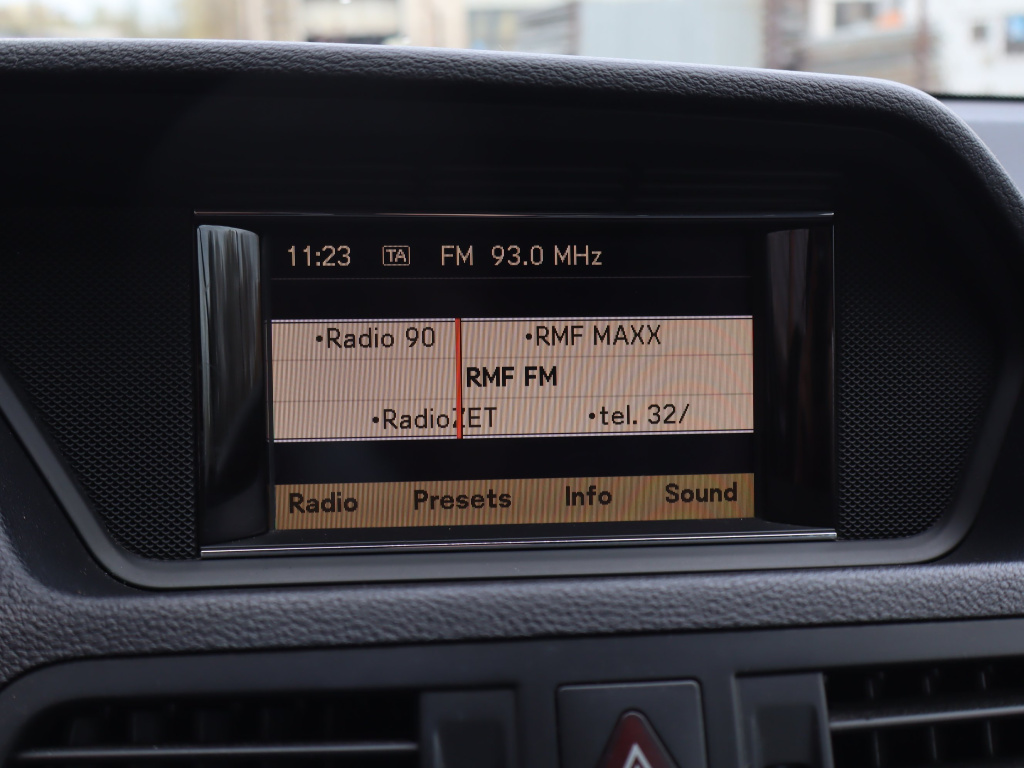 11:23 TA FM 93.0 MHz
•Radio 90 •RMF MAXX
RMF FM
•RadioZET •tel. 32/
Radio Presets Info Sound